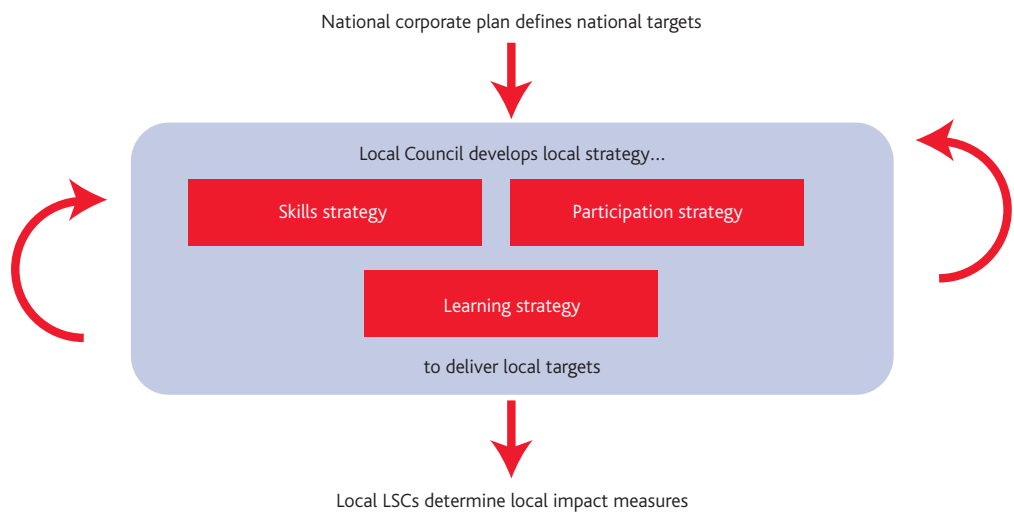 National corporate plan defines national targets
Local Council develops local strategy...
Skills strategy
Participation strategy
Learning strategy
to deliver local targets
Local LSCs determine local impact measures